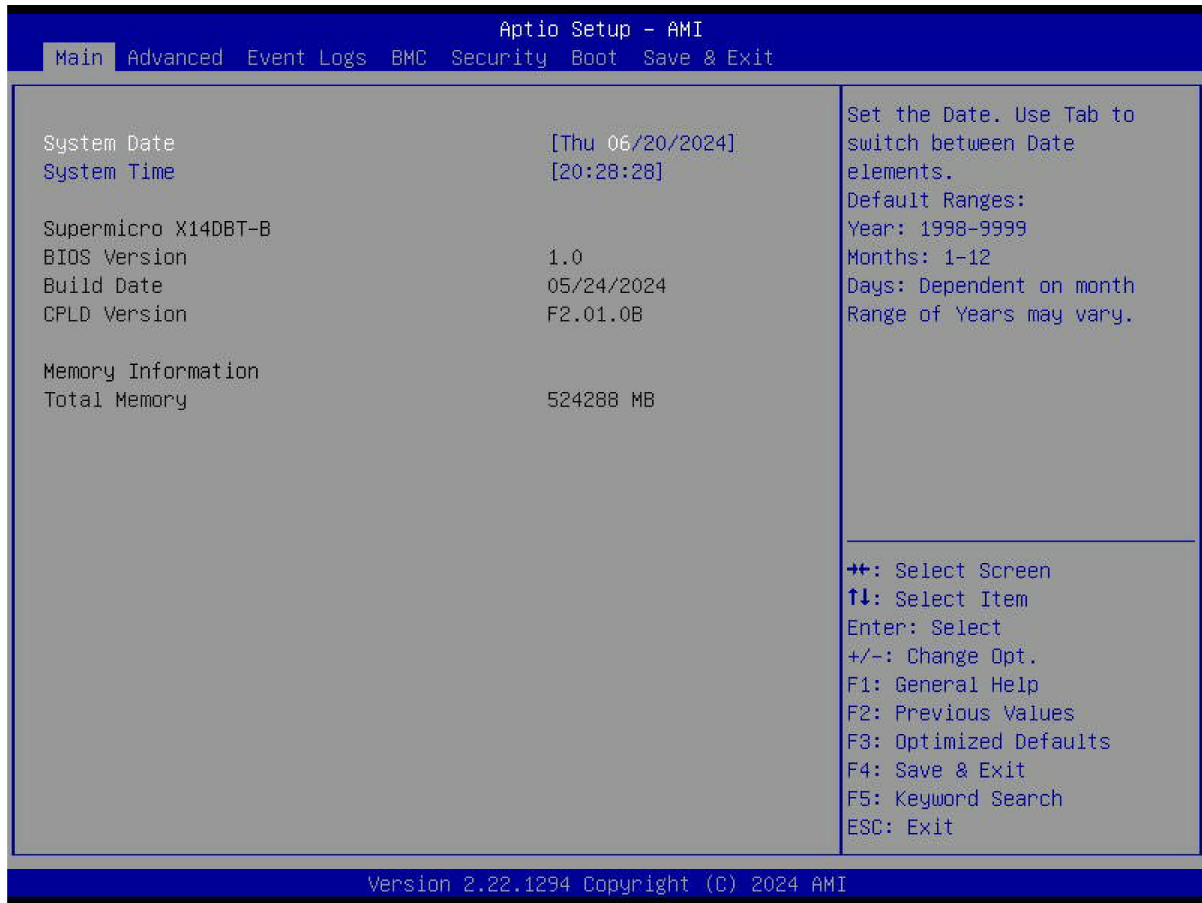 Aptio Setup – AMI
Main Advanced Event Logs BMC Security Boot Save & Exit
System Date [Thu 06/20/2024]
System Time [20:28:28]
Supermicro X14DBT-B
BIOS Version 1.0
Build Date 05/24/2024
CPLD Version F2.01.0B
Memory Information
Total Memory 524288 MB
Set the Date. Use Tab to
switch between Date
elements.
Default Ranges:
Year: 1998-9999
Months: 1-12
Days: Dependent on month
Range of Years may vary.
→←: Select Screen
↑↓: Select Item
Enter: Select
+/-: Change Opt.
F1: General Help
F2: Previous Values
F3: Optimized Defaults
F4: Save & Exit
F5: Keyword Search
ESC: Exit
Version 2.22.1294 Copyright (C) 2024 AMI